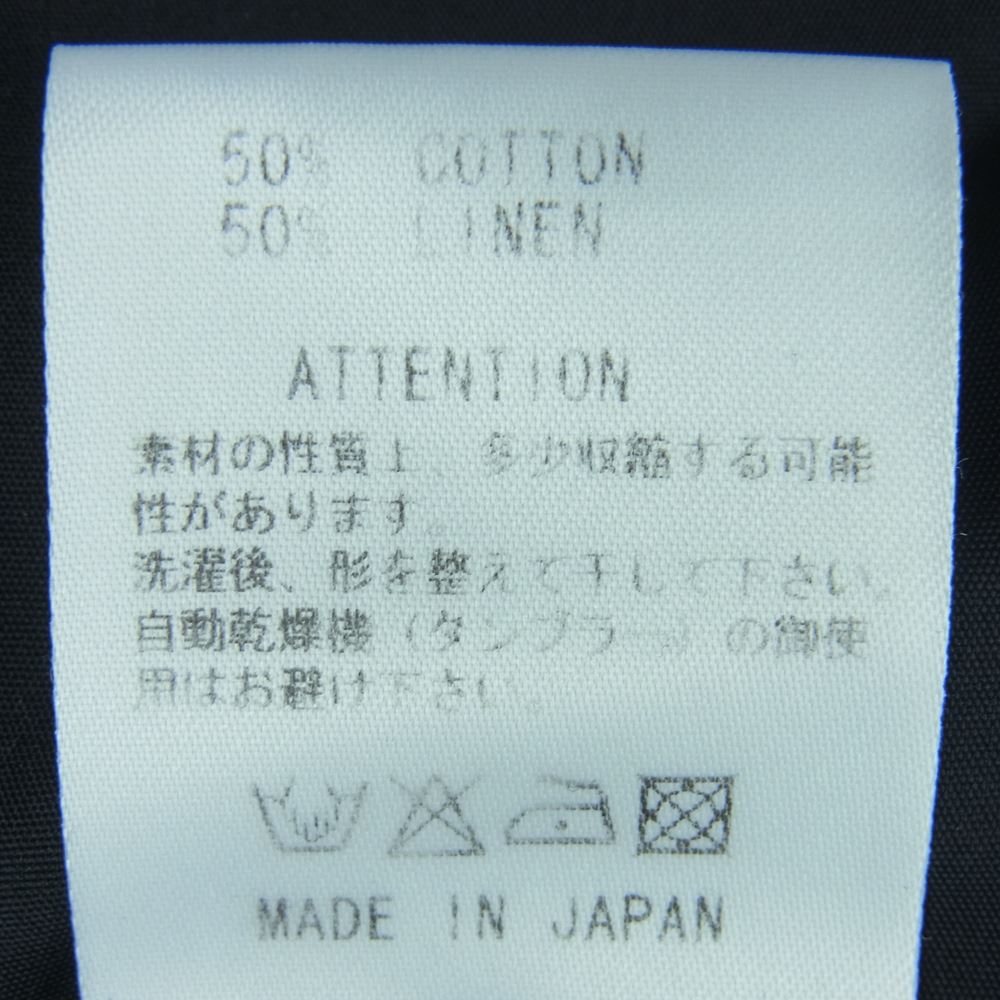 50% COTTON
50% LINEN
ATTENTION
素材の性質上、多少収縮する可能
性があります。
洗濯後、形を整えて干して下さい。
自動乾燥機（タンブラー）の御使
用はお避け下さい。
MADE IN JAPAN